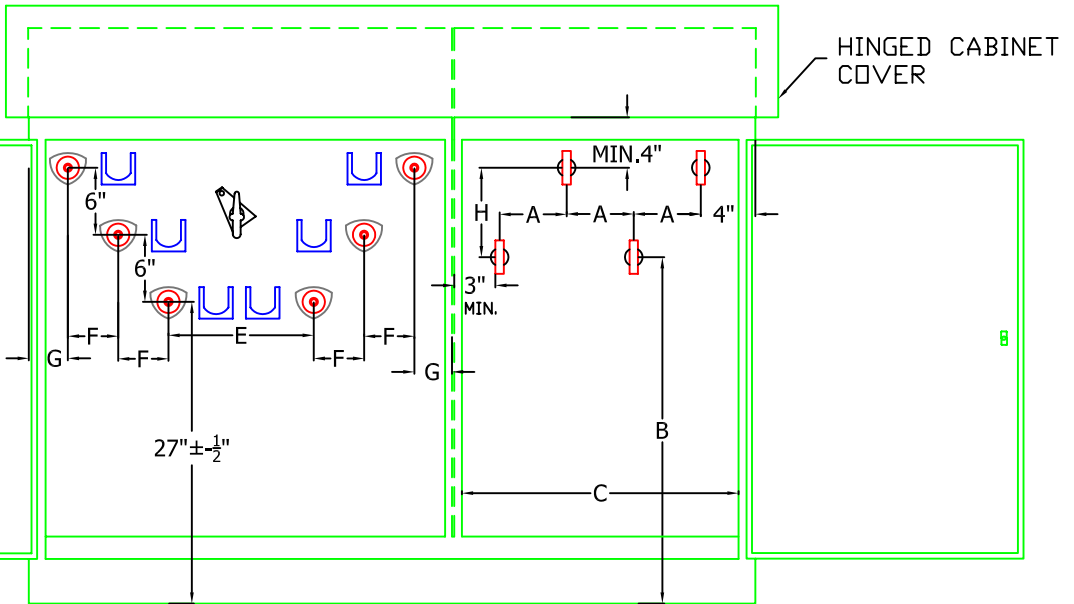 HINGED CABINET
COVER
MIN.4"
6"
H
A
A
A
4"
6"
3"
MIN.
F
E
F
G
F
F
G
27"±-½"
B
C